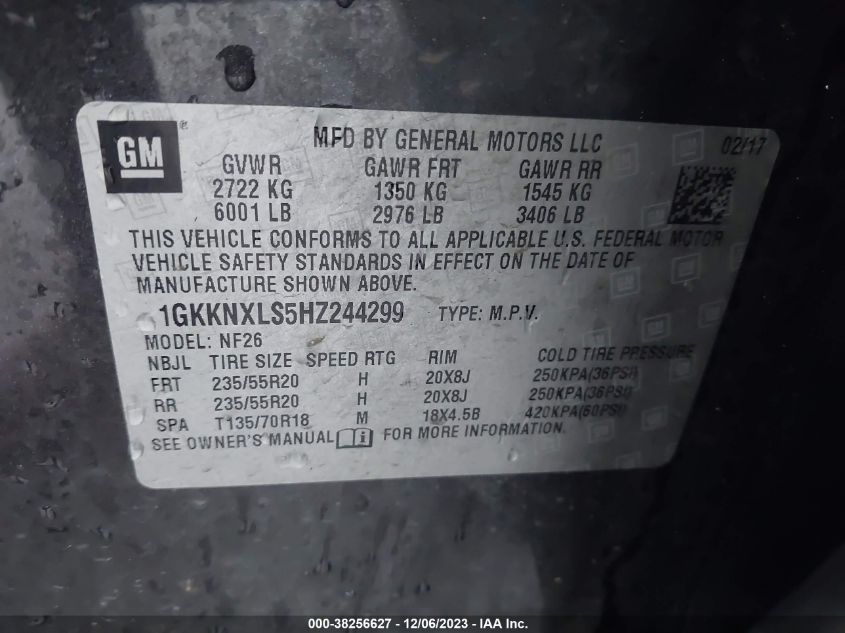 GM ®
MFD BY GENERAL MOTORS LLC 02/17
GVWR GAWR FRT GAWR RR
2722 KG 1350 KG 1545 KG
6001 LB 2976 LB 3406 LB
THIS VEHICLE CONFORMS TO ALL APPLICABLE U.S. FEDERAL MOTOR
VEHICLE SAFETY STANDARDS IN EFFECT ON THE DATE OF
MANUFACTURE SHOWN ABOVE.
1GKKNXLS5HZ244299 TYPE: M.P.V.
MODEL: NF26
NBJL TIRE SIZE SPEED RTG RIM COLD TIRE PRESSURE
FRT 235/55R20 H 20X8J 250KPA(36PSI)
RR 235/55R20 H 20X8J 250KPA(36PSI)
SPA T135/70R18 M 18X4.5B 420KPA(60PSI)
SEE OWNER'S MANUAL FOR MORE INFORMATION.
000-38256627 - 12/06/2023 - IAA Inc.